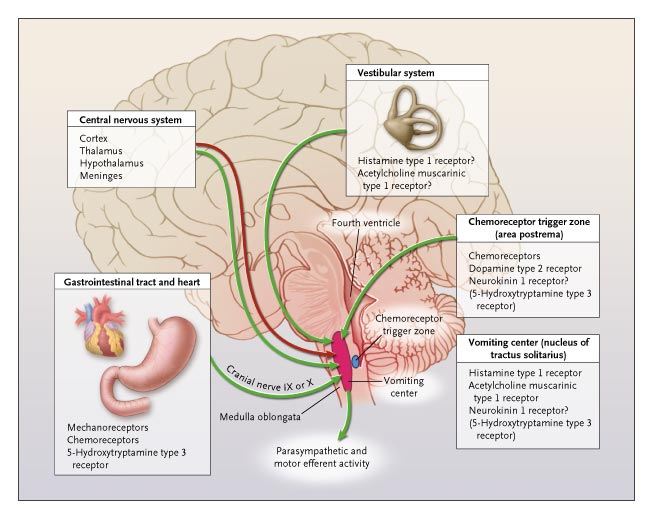 Central nervous system
Cortex
Thalamus
Hypothalamus
Meninges
Vestibular system
Histamine type 1 receptor?
Acetylcholine muscarinic
type 1 receptor?
Fourth ventricle
Chemoreceptor trigger zone
(area postrema)
Chemoreceptors
Dopamine type 2 receptor
Neurokinin 1 receptor?
(5-Hydroxytryptamine type 3
receptor)
Gastrointestinal tract and heart
Mechanoreceptors
Chemoreceptors
5-Hydroxytryptamine type 3
receptor
Chemoreceptor
trigger zone
Cranial nerve IX or X
Vomiting
center
Medulla oblongata
Vomiting center (nucleus of
tractus solitarius)
Histamine type 1 receptor
Acetylcholine muscarinic
type 1 receptor
Neurokinin 1 receptor?
(5-Hydroxytryptamine type 3
receptor)
Parasympathetic and
motor efferent activity